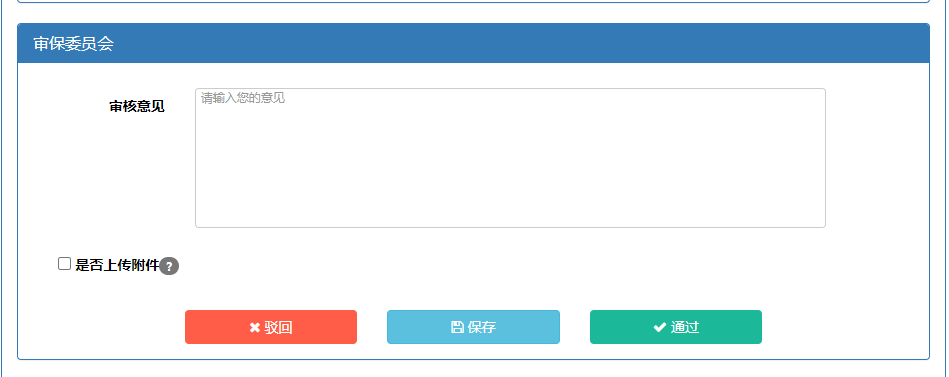 审保委员会
审核意见
请输入您的意见
是否上传附件?
驳回
保存
通过